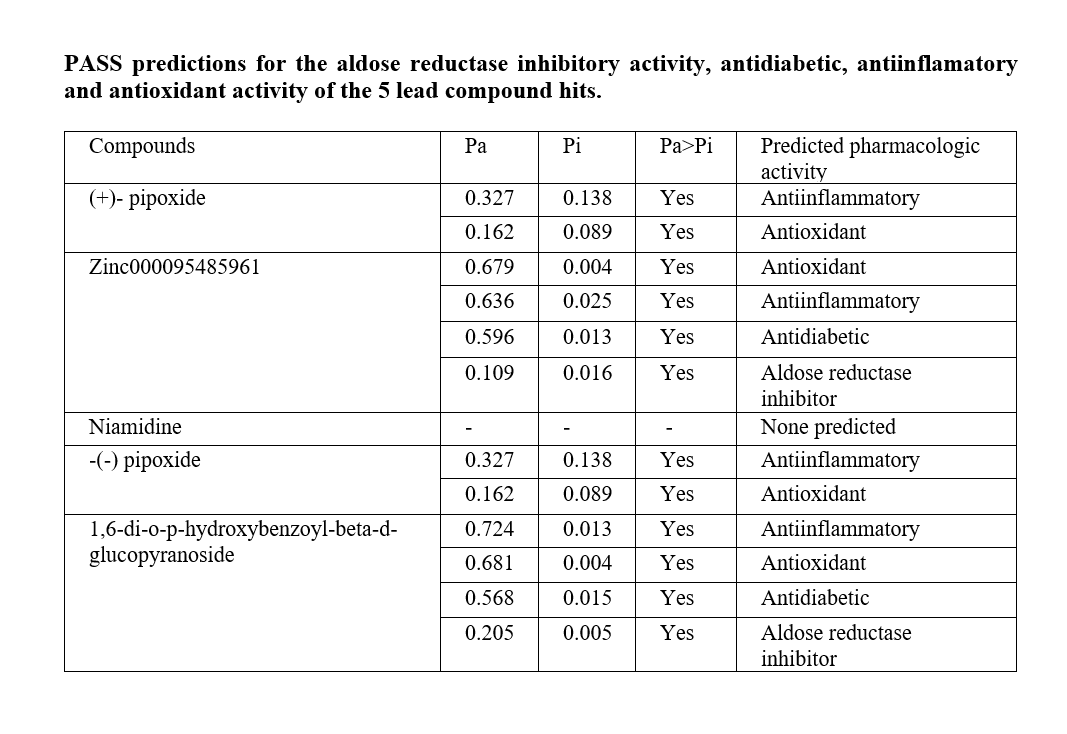 PASS predictions for the aldose reductase inhibitory activity, antidiabetic, antiinflamatory
and antioxidant activity of the 5 lead compound hits.
Compounds Pa Pi Pa>Pi Predicted pharmacologic
activity
(+)- pipoxide 0.327 0.138 Yes Antiinflammatory
0.162 0.089 Yes Antioxidant
Zinc000095485961 0.679 0.004 Yes Antioxidant
0.636 0.025 Yes Antiinflammatory
0.596 0.013 Yes Antidiabetic
0.109 0.016 Yes Aldose reductase
inhibitor
Niamidine - - - None predicted
-(-) pipoxide 0.327 0.138 Yes Antiinflammatory
0.162 0.089 Yes Antioxidant
1,6-di-o-p-hydroxybenzoyl-beta-d- 0.724 0.013 Yes Antiinflammatory
glucopyranoside
0.681 0.004 Yes Antioxidant
0.568 0.015 Yes Antidiabetic
0.205 0.005 Yes Aldose reductase
inhibitor